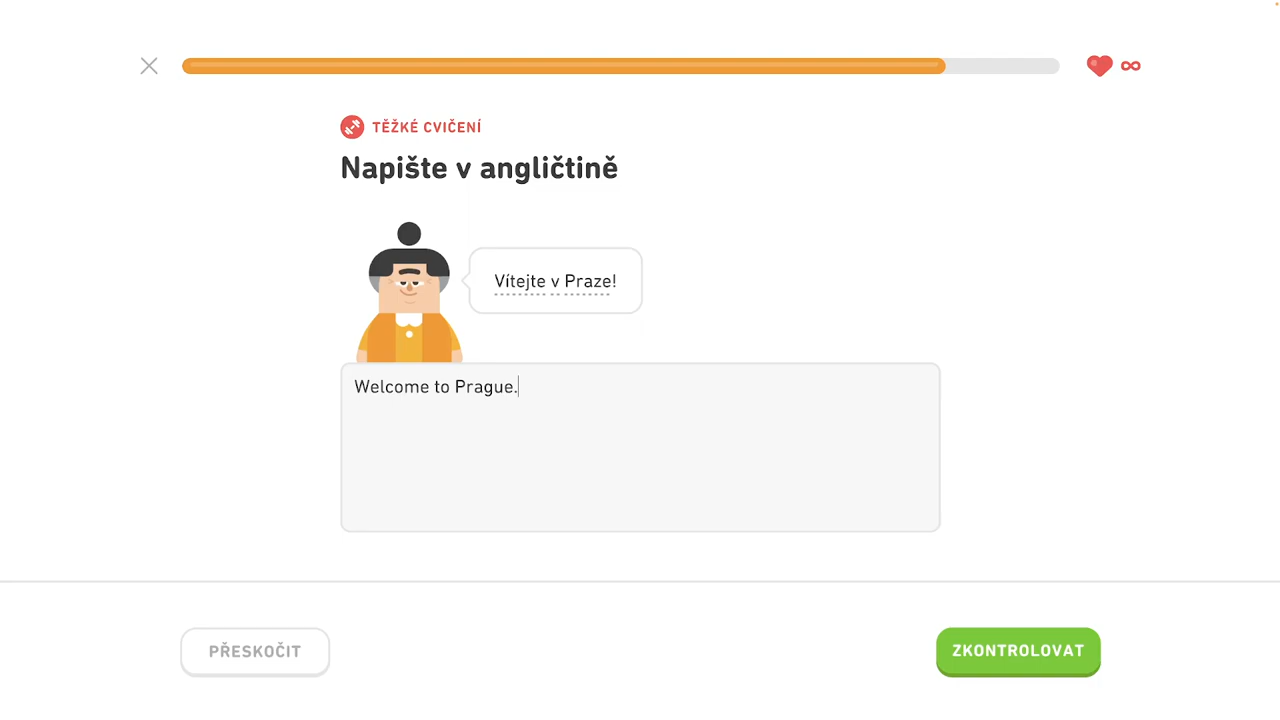 TĚŽKÉ CVIČENÍ
Napište v angličtině
Vítejte v Praze!
Welcome to Prague.
PŘESKOČIT
ZKONTROLOVAT